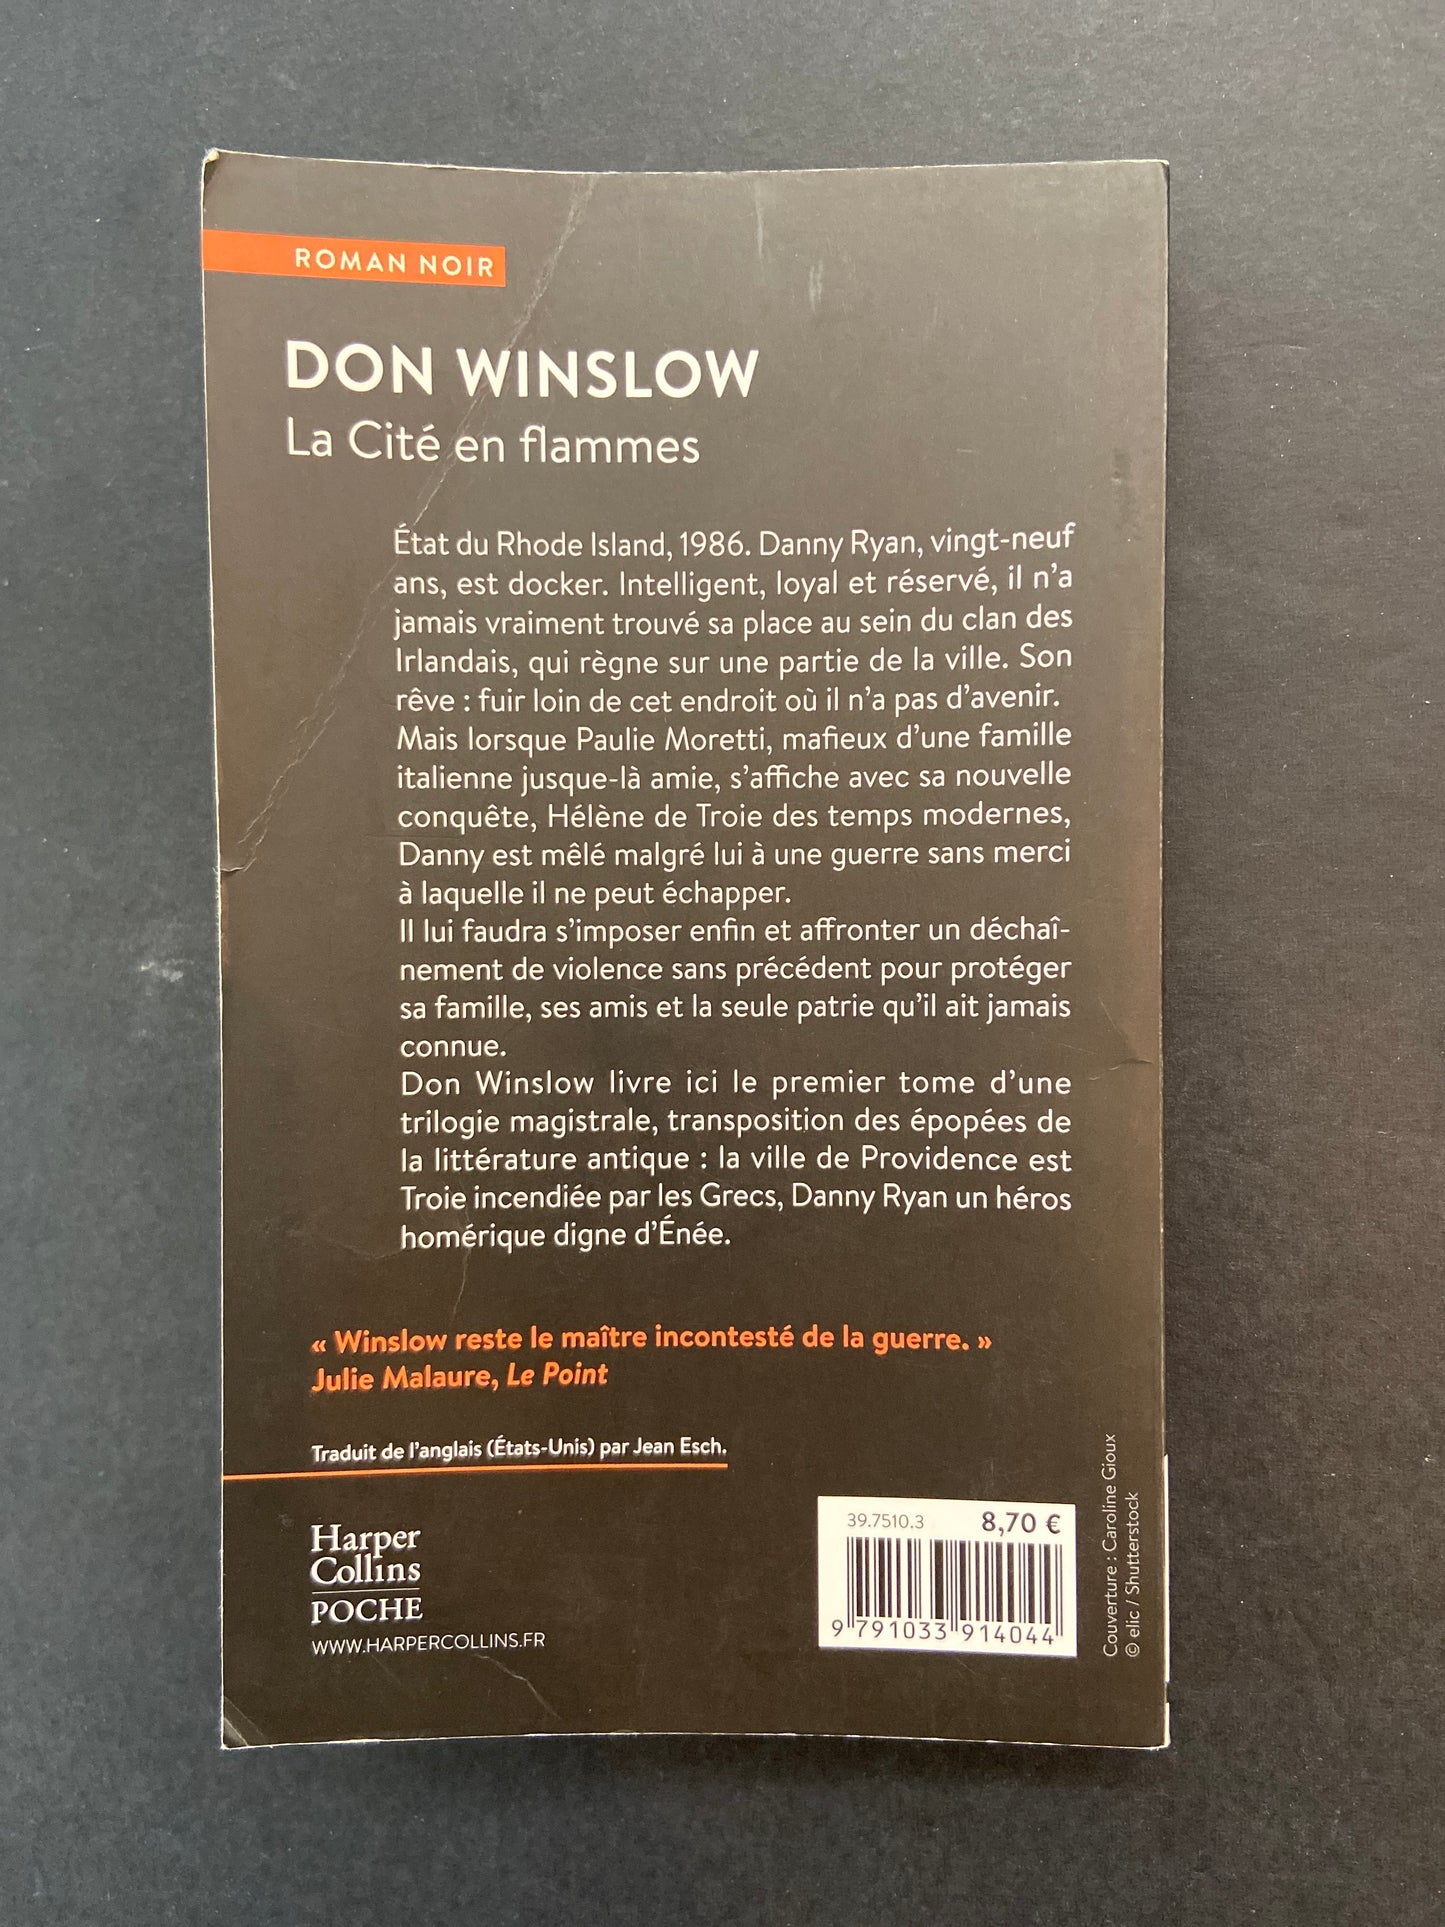 ROMAN NOIR
DON WINSLOW
La Cité en flammes
État du Rhode Island, 1986. Danny Ryan, vingt-neuf
ans, est docker. Intelligent, loyal et réservé, il n’a
jamais vraiment trouvé sa place au sein du clan des
Irlandais, qui règne sur une partie de la ville. Son
rêve : fuir loin de cet endroit où il n’a pas d’avenir.
Mais lorsque Paulie Moretti, mafieux d’une famille
italienne jusque-là amie, s’affiche avec sa nouvelle
conquête, Hélène de Troie des temps modernes,
Danny est mêlé malgré lui à une guerre sans merci
à laquelle il ne peut échapper.
Il lui faudra s’imposer enfin et affronter un déchaî-
nement de violence sans précédent pour protéger
sa famille, ses amis et la seule patrie qu’il ait jamais
connue.
Don Winslow livre ici le premier tome d’une
trilogie magistrale, transposition des épopées de
la littérature antique : la ville de Providence est
Troie incendiée par les Grecs, Danny Ryan un héros
homérique digne d’Énée.
« Winslow reste le maître incontesté de la guerre. »
Julie Malaure, Le Point
Traduit de l’anglais (États-Unis) par Jean Esch.
Harper
Collins
POCHE
WWW.HARPERCOLLINS.FR
39.7510.3 8,70 €
9 791033 914044
Couverture : Caroline Gioux
© elic / Shutterstock